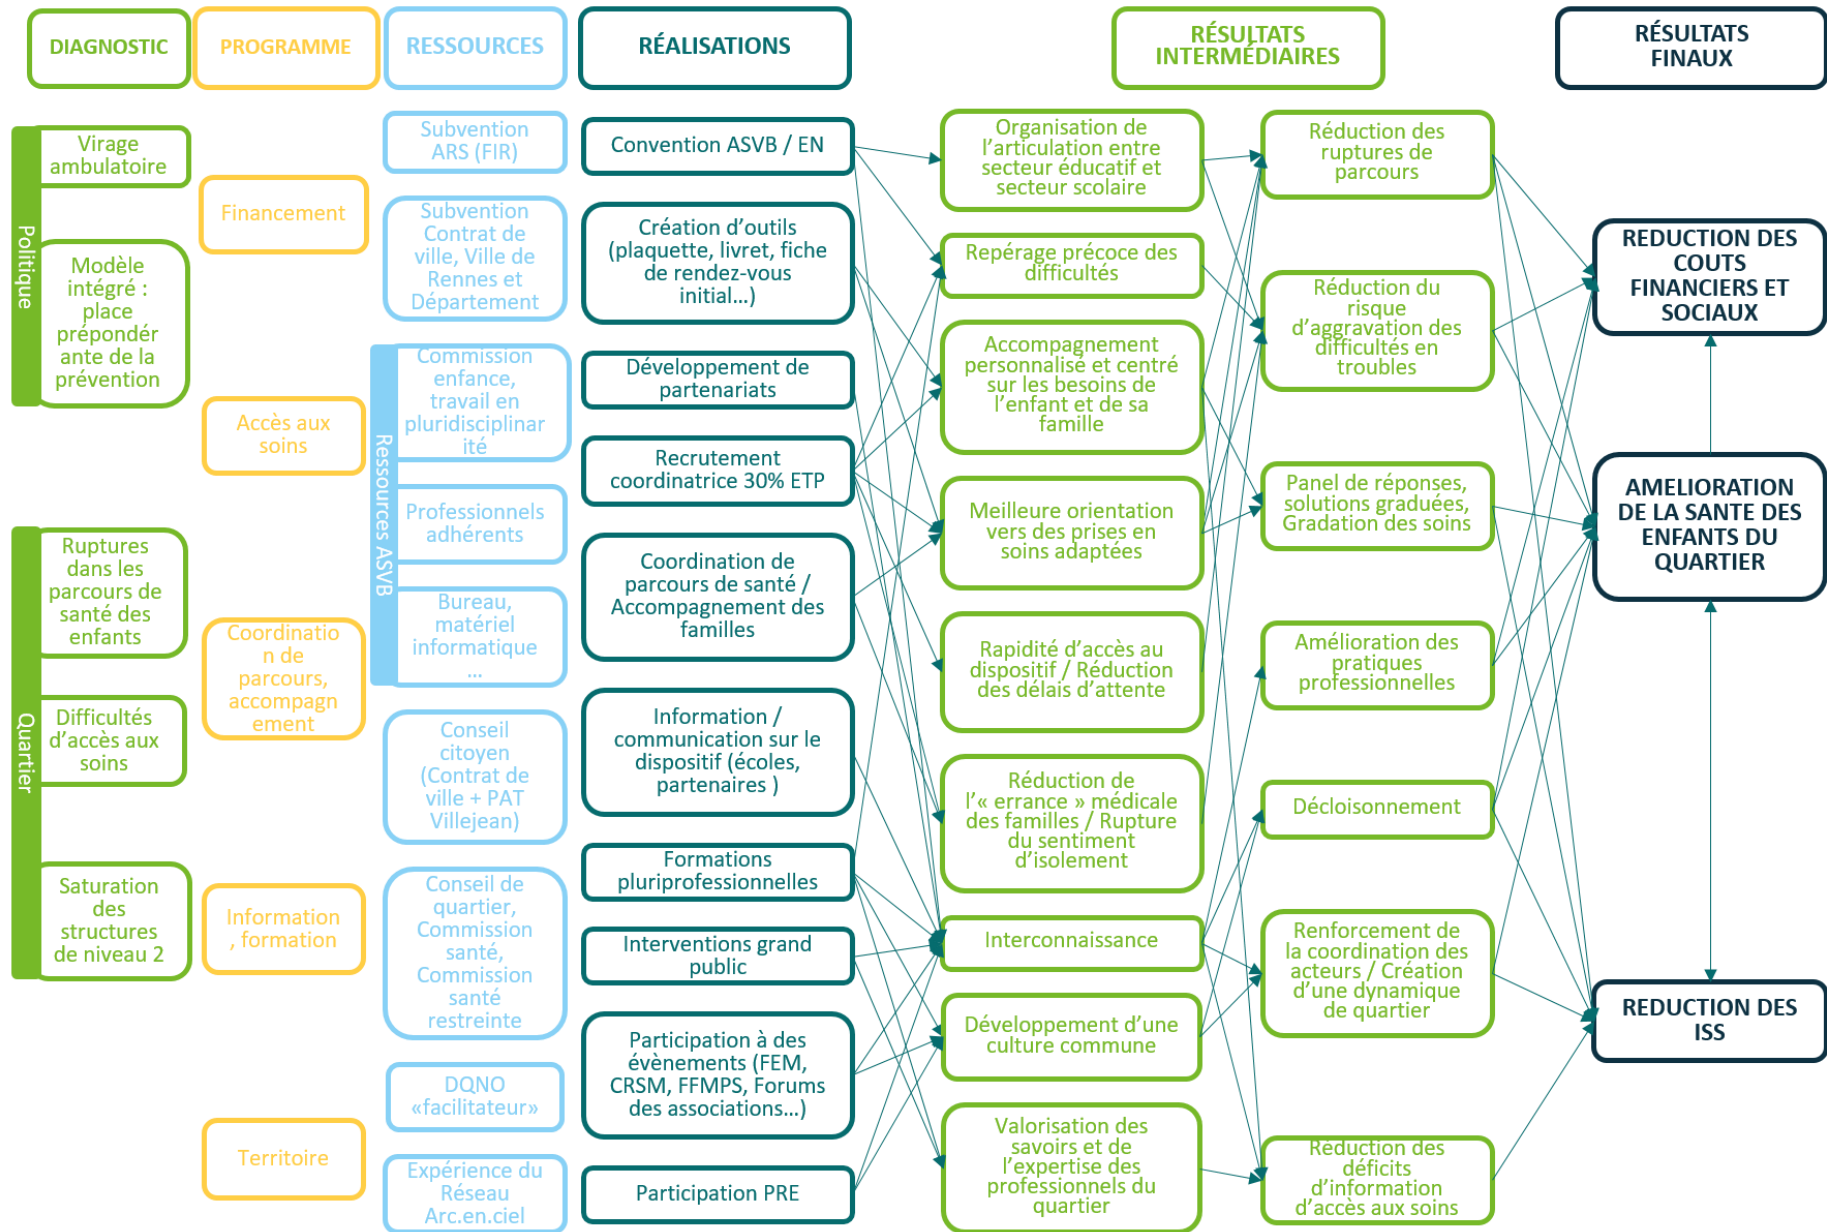 DIAGNOSTIC
PROGRAMME
RESSOURCES
RÉALISATIONS
RÉSULTATS
INTERMÉDIAIRES
RÉSULTATS
FINAUX
Politique
Virage
ambulatoire
Modèle
intégré :
place
prépondér
ante de la
prévention
Quartier
Ruptures
dans les
parcours de
santé des
enfants
Difficultés
d'accès aux
soins
Saturation
des
structures
de niveau 2
Financement
Accès aux
soins
Coordinatio
n de
parcours,
accompagn
ement
Information
, formation
Territoire
Subvention
ARS (FIR)
Subvention
Contrat de
ville, Ville de
Rennes et
Département
Ressources ASVB
Commission
enfance,
travail en
pluridisciplinar
ité
Professionnels
adhérents
Bureau,
matériel
informatique
...
Conseil
citoyen
(Contrat de
ville + PAT
Villejean)
Conseil de
quartier,
Commission
santé,
Commission
santé
restreinte
DQNO
«facilitateur»
Expérience du
Réseau
Arc.en.ciel
Convention ASVB / EN
Création d'outils
(plaquette, livret, fiche
de rendez-vous
initial...)
Développement de
partenariats
Recrutement
coordinatrice 30% ETP
Coordination de
parcours de santé /
Accompagnement des
familles
Information /
communication sur le
dispositif (écoles,
partenaires )
Formations
pluriprofessionnelles
Interventions grand
public
Participation à des
évènements (FEM,
CRSM, FFMPS, Forums
des associations...)
Participation PRE
Organisation de
l'articulation entre
secteur éducatif et
secteur scolaire
Repérage précoce des
difficultés
Accompagnement
personnalisé et centré
sur les besoins de
l'enfant et de sa
famille
Meilleure orientation
vers des prises en
soins adaptées
Rapidité d'accès au
dispositif / Réduction
des délais d'attente
Réduction de
l'« errance » médicale
des familles / Rupture
du sentiment
d'isolement
Interconnaissance
Développement d'une
culture commune
Valorisation des
savoirs et de
l'expertise des
professionnels du
quartier
Réduction des
ruptures de
parcours
Réduction du
risque
d'aggravation des
difficultés en
troubles
Panel de réponses,
solutions graduées,
Gradation des soins
Amélioration des
pratiques
professionnelles
Décloisonnement
Renforcement de
la coordination des
acteurs / Création
d'une dynamique
de quartier
Réduction des
déficits
d'information
d'accès aux soins
REDUCTION DES
COUTS
FINANCIERS ET
SOCIAUX
AMELIORATION
DE LA SANTE DES
ENFANTS DU
QUARTIER
REDUCTION DES
ISS